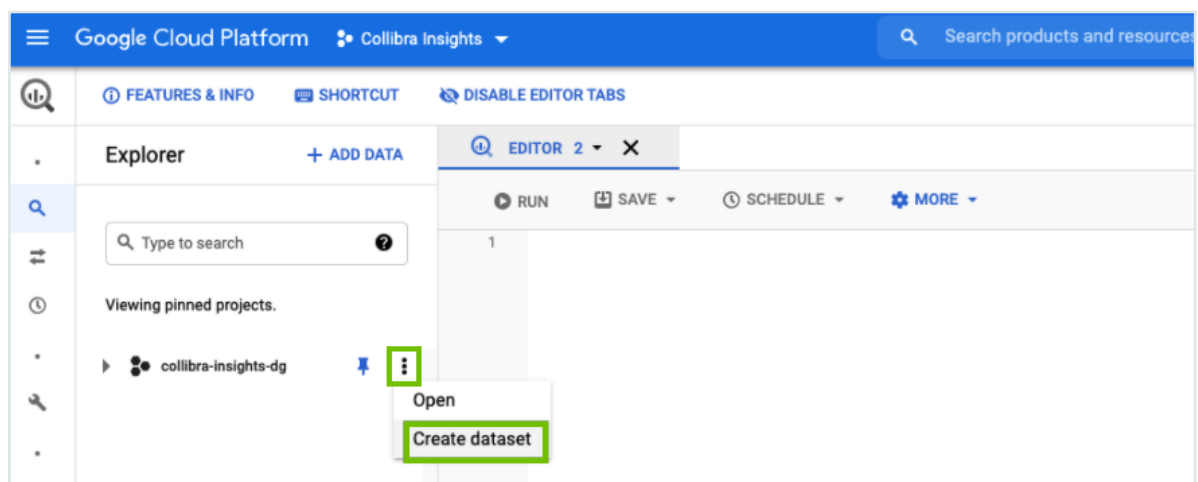 Google Cloud Platform Collibra Insights Search products and resources
FEATURES & INFO SHORTCUT DISABLE EDITOR TABS
Explorer + ADD DATA EDITOR 2
RUN SAVE SCHEDULE MORE
Type to search
1
Viewing pinned projects.
collibra-insights-dg
Open
Create dataset